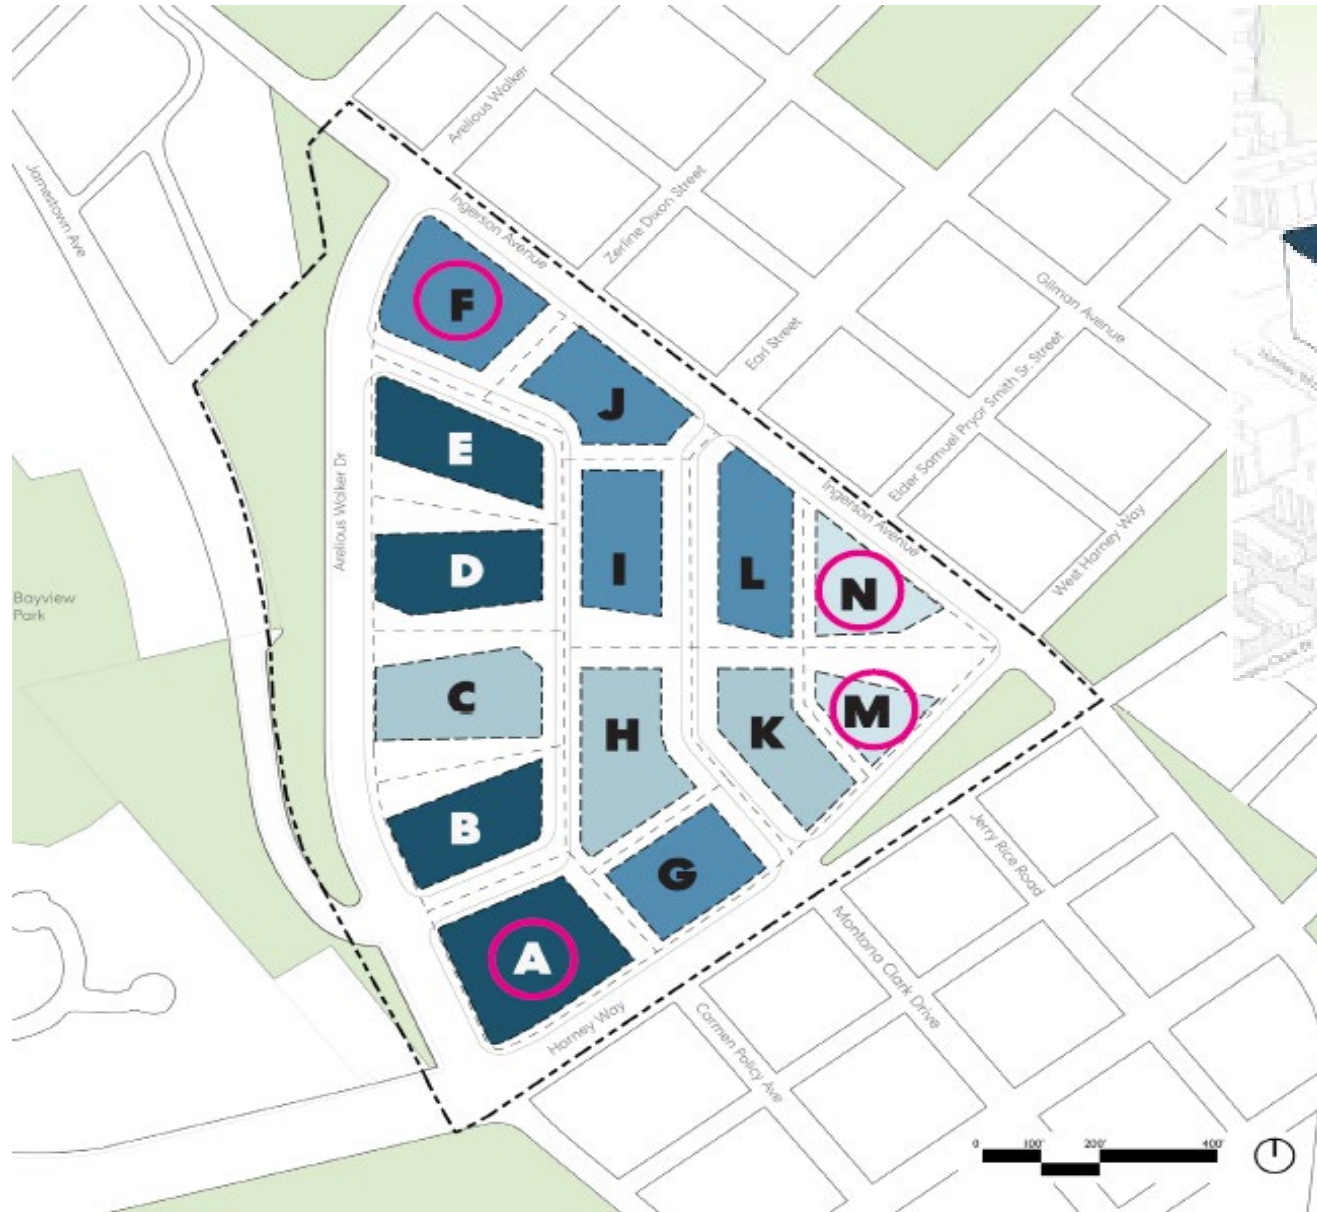 Arelious Walker
Jamestown Ave
Ingerson Avenue
Zerline Dixon Street
Gilman Avenue
F
Earl Street
J
Elder Samuel Pryor Smith Sr. Street
E
Arelious Walker Dr
Ingerson Avenue
West Harney Way
D
I
L
N
Bayview
Park
C
H
K
M
B
G
Jerry Rice Road
A
Montana Clark Drive
Harney Way
Carmen Policy Ave
0 100' 200' 400'